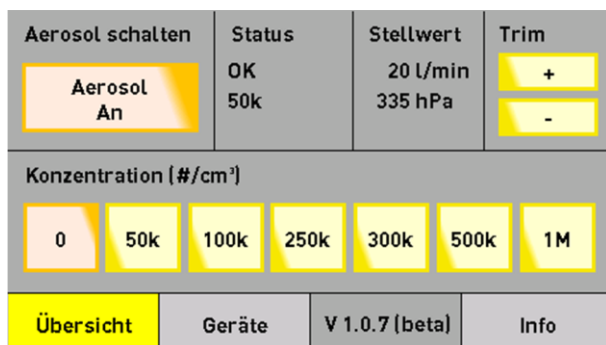 Aerosol schalten
Aerosol
An
Status
OK
50k
Stellwert
20 l/min
335 hPa
Trim
+
-
Konzentration (#/cm³)
0 50k 100k 250k 300k 500k 1M
Übersicht Geräte V 1.0.7 (beta) Info